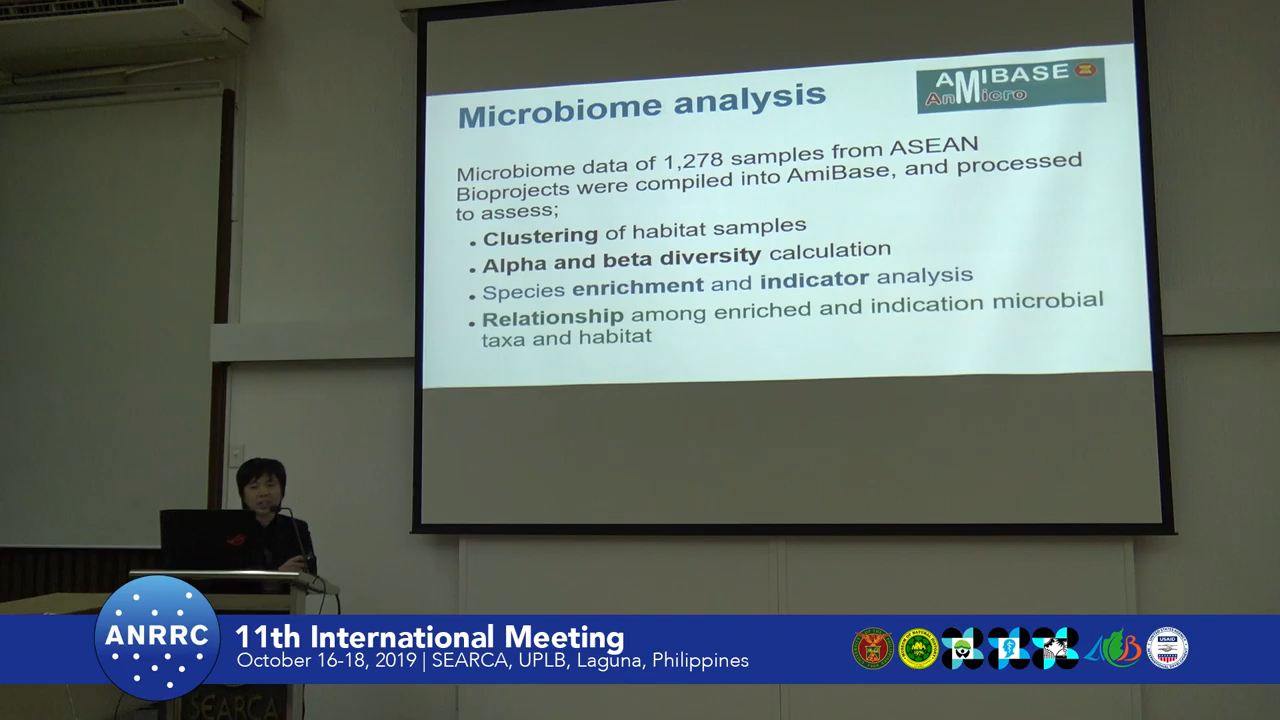 Microbiome analysis
AMIBASE
AnMicro
Microbiome data of 1,278 samples from ASEAN
Bioprojects were compiled into AmiBase, and processed
to assess;
• Clustering of habitat samples
• Alpha and beta diversity calculation
• Species enrichment and indicator analysis
• Relationship among enriched and indication microbial
taxa and habitat
ANRRC
11th International Meeting
October 16-18, 2019 | SEARCA, UPLB, Laguna, Philippines
SEARCA
USAID